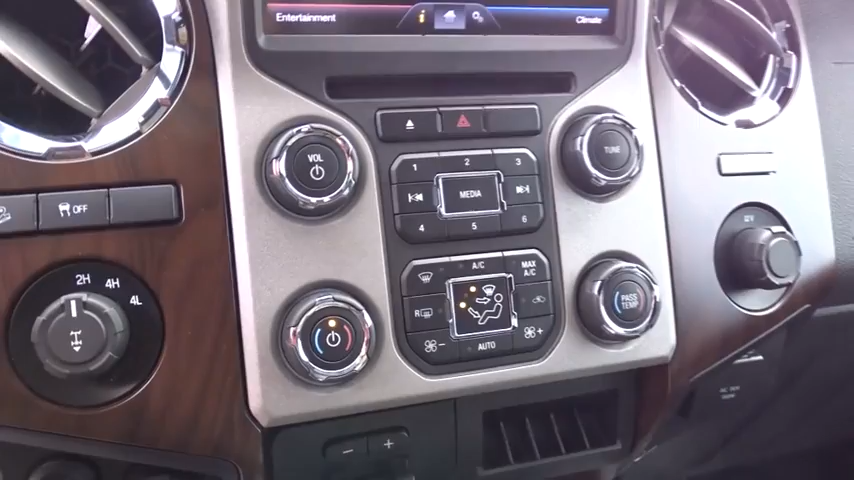 Entertainment
i
Climate
VOL
TUNE
1 2 3
MEDIA
4 5 6
OFF
2H 4H 4L
A/C
MAX A/C
R
AUTO
PASS TEMP
12V
- +
- +